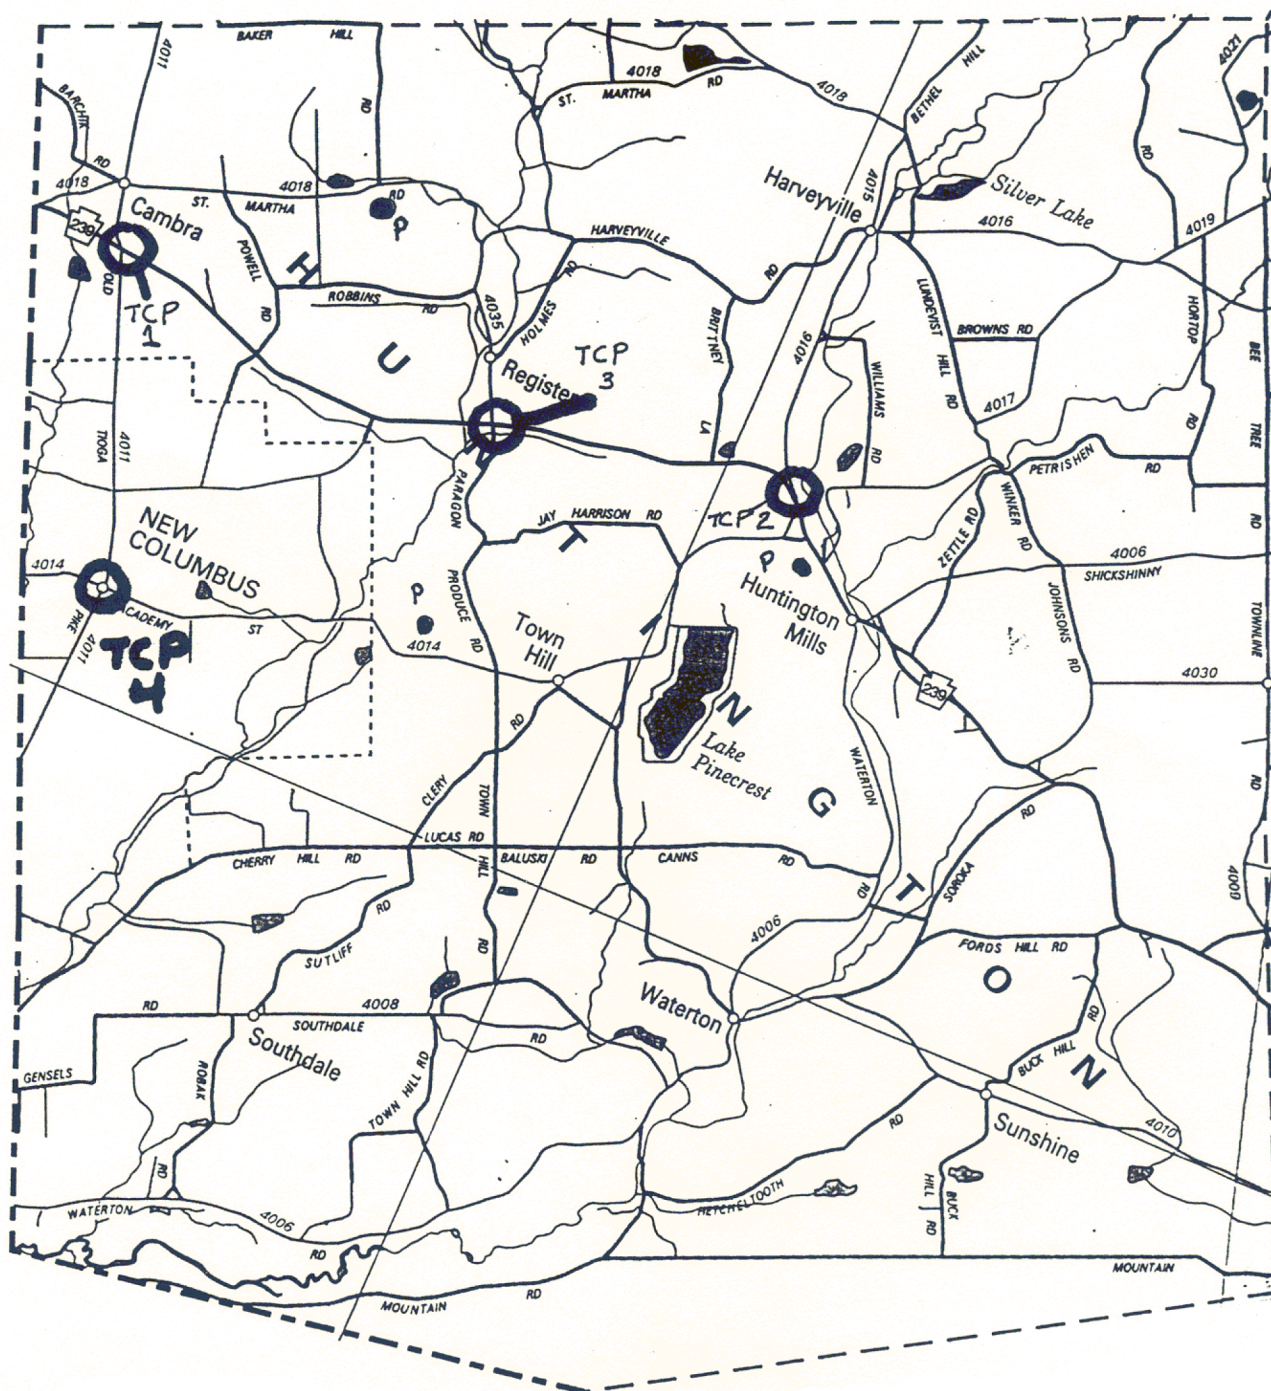 BAKER HILL
RD
4011
BARCHIK
RD
4018
ST. MARTHA
RD
4018
BETHEL
HILL
4021
RD
4018
239
Cambra
ST.
MARTHA
4018
RD
P
POWELL
RD
H
ROBBINS
RD
4035
HOLMES
RD
HARVEYVILLE
RD
Harveyville
4015
Silver Lake
4016
4019
TCP
1
OLD
TIOGA
4011
U
Register
TCP
3
BRITTNEY
LA
4016
WILLIAMS
RD
LUNDEVIST
HILL
RD
BROWNS RD
4017
HORTOP
RD
BEE
TREE
RD
PETRISHEN
RD
PARAGON
JAY HARRISON RD
T
TCP 2
P
ZETTLE RD
WINKER
RD
4006
SHICKSHINNY
NEW
COLUMBUS
4014
ACADEMY
ST
PIKE
4011
TCP
4
P
PRODUCE
RD
4014
Town
Hill
I
Huntington
Mills
JOHNSONS
RD
TOWNLINE
RD
4030
239
N
Lake
Pinecrest
RD
CLERY
TOWN
HILL
RD
WATERTON
RD
G
LUCAS RD
CHERRY HILL RD
BALUSKI RD
CANNS
RD
T
SOROKA
RD
4009
SUTLIFF
RD
4006
FORDS HILL RD
O
RD
4008
SOUTHDALE
RD
Southdale
Waterton
BUCK HILL
RD
N
GENSELS
ROBAK
RD
TOWN HILL RD
Sunshine
4010
HETCHELTOOTH
RD
BUCK
HILL
RD
WATERTON
4006
RD
MOUNTAIN
RD
MOUNTAIN